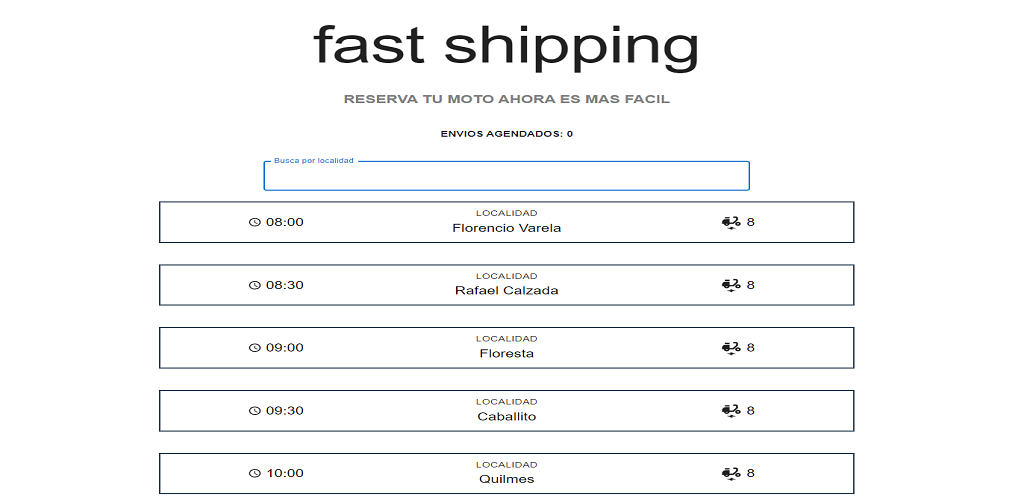 fast shipping
RESERVA TU MOTO AHORA ES MAS FACIL
ENVIOS AGENDADOS: 0
Busca por localidad
LOCALIDAD
08:00 Florencio Varela 8
LOCALIDAD
08:30 Rafael Calzada 8
LOCALIDAD
09:00 Floresta 8
LOCALIDAD
09:30 Caballito 8
LOCALIDAD
10:00 Quilmes 8